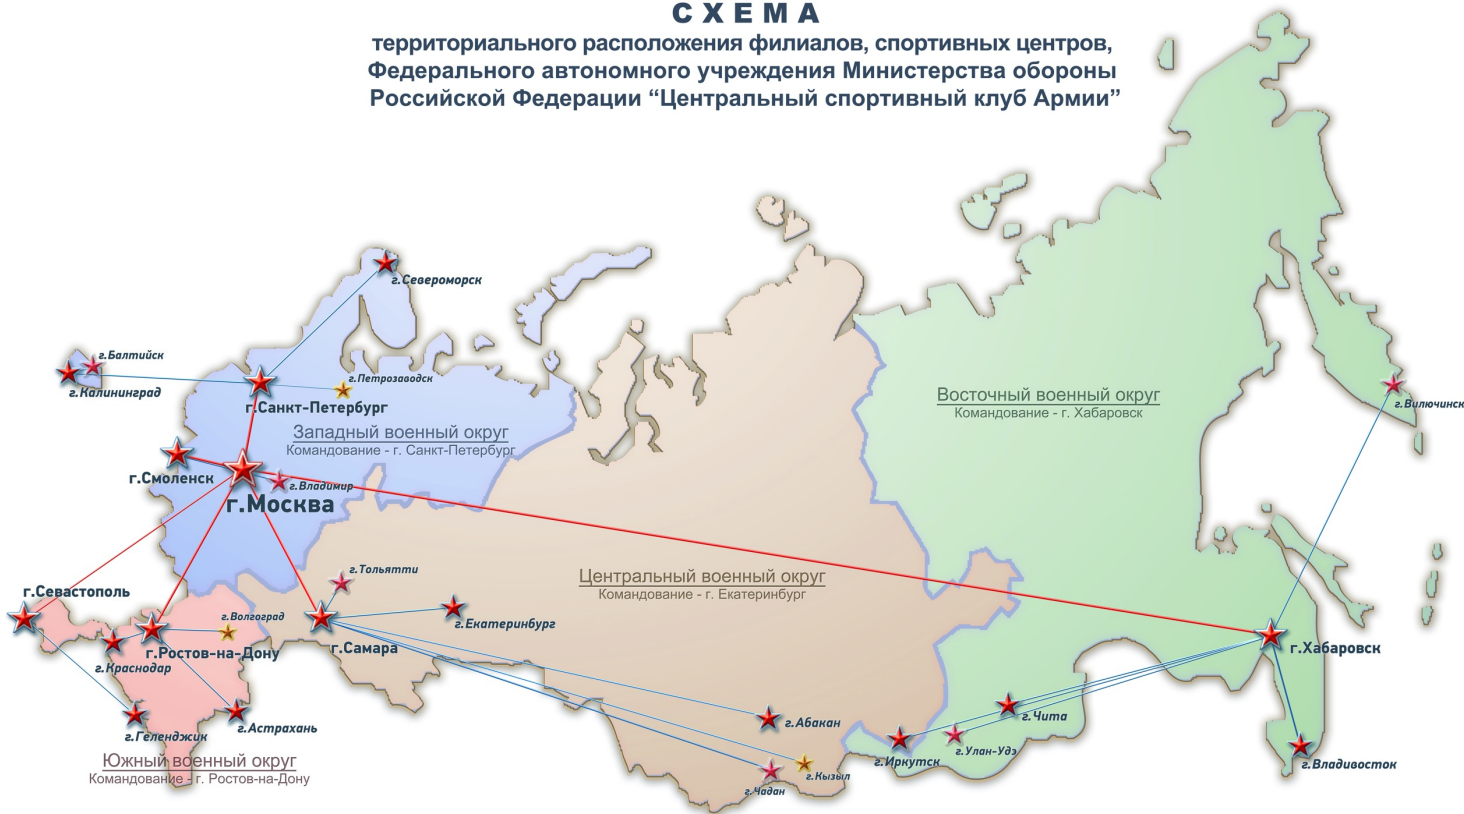 СХЕМА
территориального расположения филиалов, спортивных центров,
Федерального автономного учреждения Министерства обороны
Российской Федерации “Центральный спортивный клуб Армии”
г.Североморск
г.Балтийск
г.Калининград
г.Петрозаводск
г.Санкт-Петербург
Западный военный округ
Командование - г. Санкт-Петербург
г.Смоленск
г.Владимир
г.Москва
Восточный военный округ
Командование - г. Хабаровск
г.Вилючинск
г.Тольятти
Центральный военный округ
Командование - г. Екатеринбург
г.Севастополь
г.Волгоград
г.Екатеринбург
г.Ростов-на-Дону
г.Самара
г.Хабаровск
г.Краснодар
г.Абакан
г.Чита
г.Астрахань
г.Геленджик
г.Улан-Удэ
г.Иркутск
г.Владивосток
Южный военный округ
Командование - г. Ростов-на-Дону
г.Кызыл
г.Чадан